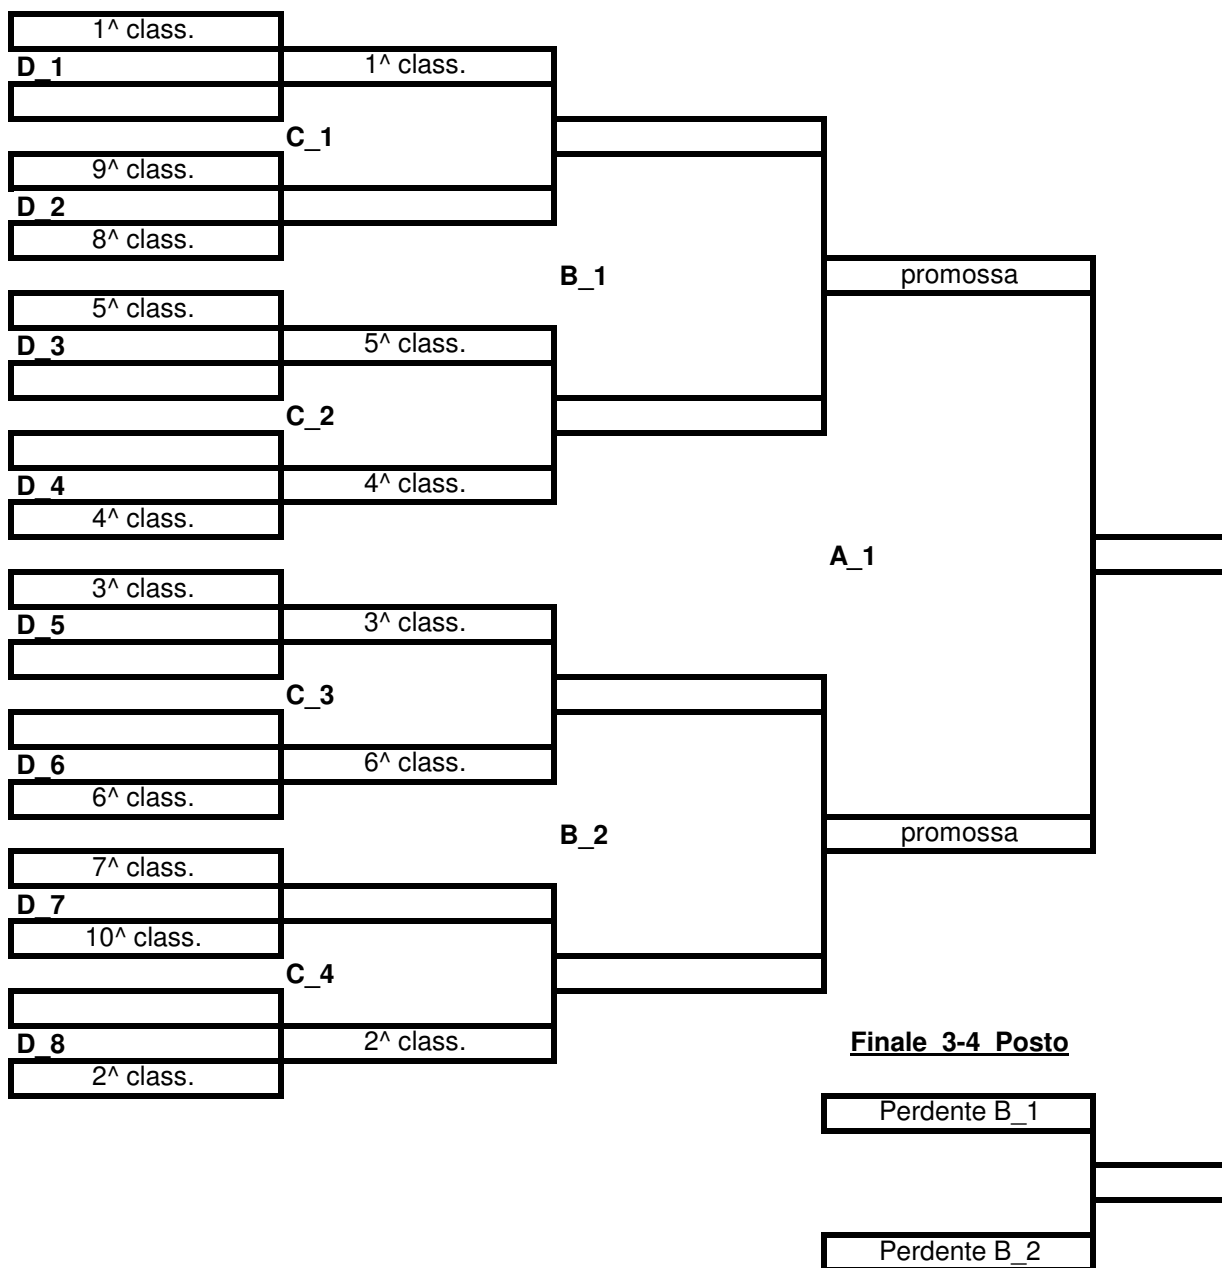 1^ class.
D_1
1^ class.
C_1
9^ class.
D_2
8^ class.
B_1
promossa
5^ class.
D_3
5^ class.
C_2
D_4
4^ class.
4^ class.
A_1
3^ class.
D_5
3^ class.
C_3
D_6
6^ class.
6^ class.
B_2
promossa
7^ class.
D_7
10^ class.
C_4
D_8
2^ class.
2^ class.
Finale 3-4 Posto
Perdente B_1
Perdente B_2